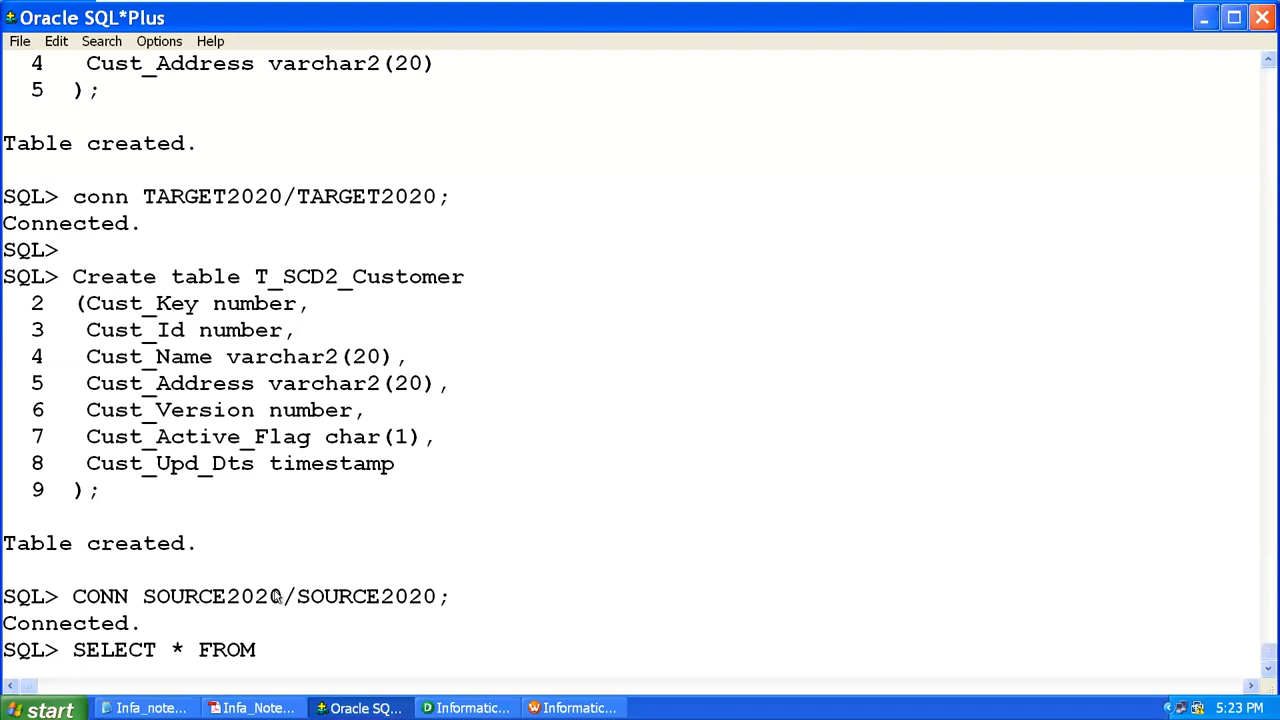 Oracle SQL*Plus
File Edit Search Options Help
4 Cust_Address varchar2(20)
5 );
Table created.
SQL> conn TARGET2020/TARGET2020;
Connected.
SQL>
SQL> Create table T_SCD2_Customer
2 (Cust_Key number,
3 Cust_Id number,
4 Cust_Name varchar2(20),
5 Cust_Address varchar2(20),
6 Cust_Version number,
7 Cust_Active_Flag char(1),
8 Cust_Upd_Dts timestamp
9 );
Table created.
SQL> CONN SOURCE2020/SOURCE2020;
Connected.
SQL> SELECT * FROM
start Infa_note... Infa_Note... Oracle SQ... Informatic... Informatic... 5:23 PM